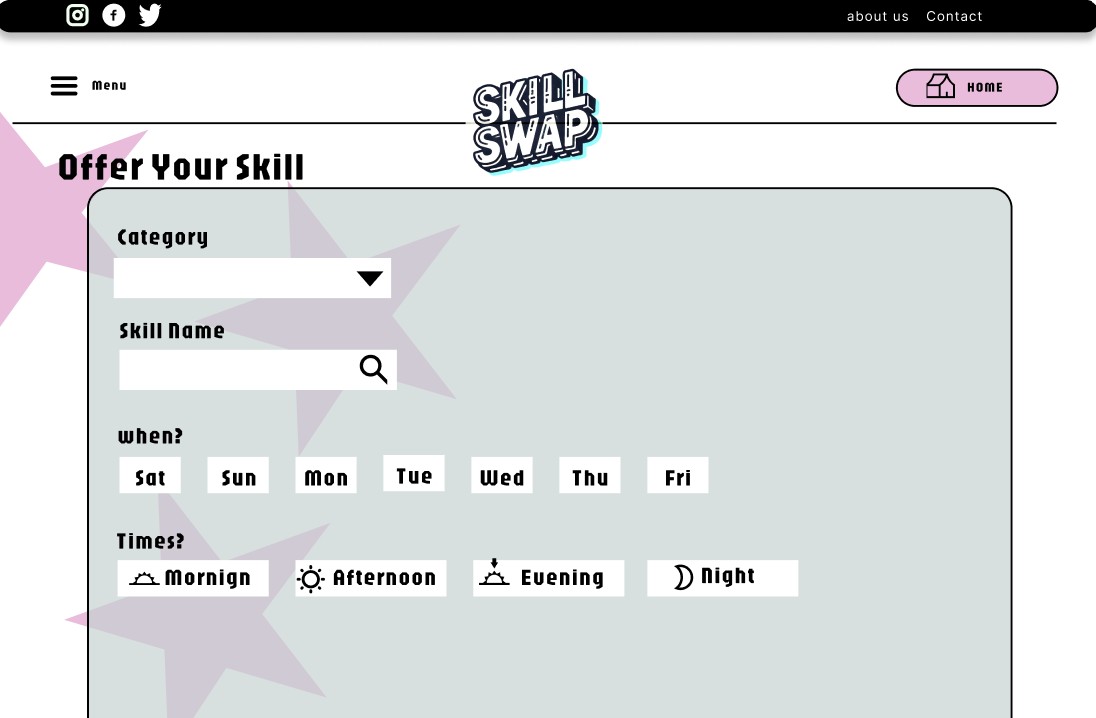 about us Contact
Menu
SKILL
SWAP
HOME
Offer Your Skill
Category
Skill Name
when?
Sat Sun Mon Tue Wed Thu Fri
Times?
Mornign Afternoon Evening Night